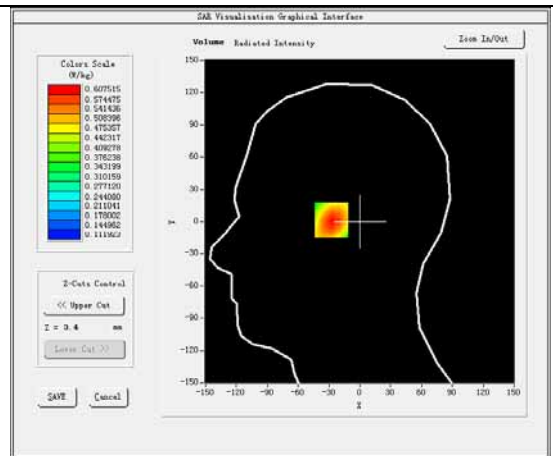 SAR Visualisation Graphical Interface
Volume Radiated Intensity
Zoom In/Out
Colors Scale
(W/kg)
0.607515
0.574475
0.541436
0.508396
0.475357
0.442317
0.409278
0.376238
0.343199
0.310159
0.277120
0.244080
0.211041
0.178002
0.144962
0.111923
Z-Cuts Control
<< Upper Cut
Z = 3.4 mm
Lower Cut >>
SAVE
Cancel
150
120
90
60
30
0
-30
-60
-90
-120
-150
Y
-150 -120 -90 -60 -30 0 30 60 90 120 150
X